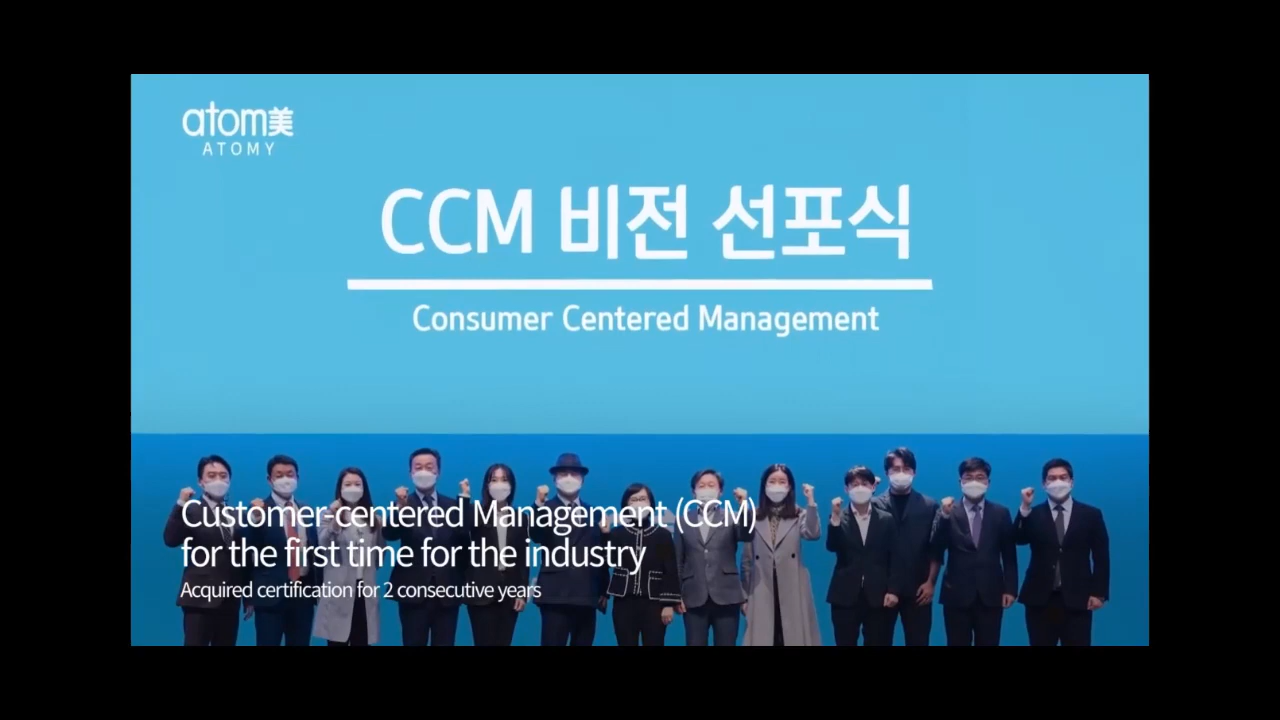 atom美
ATOMY
CCM 비전 선포식
Consumer Centered Management
Customer-centered Management (CCM)
for the first time for the industry
Acquired certification for 2 consecutive years